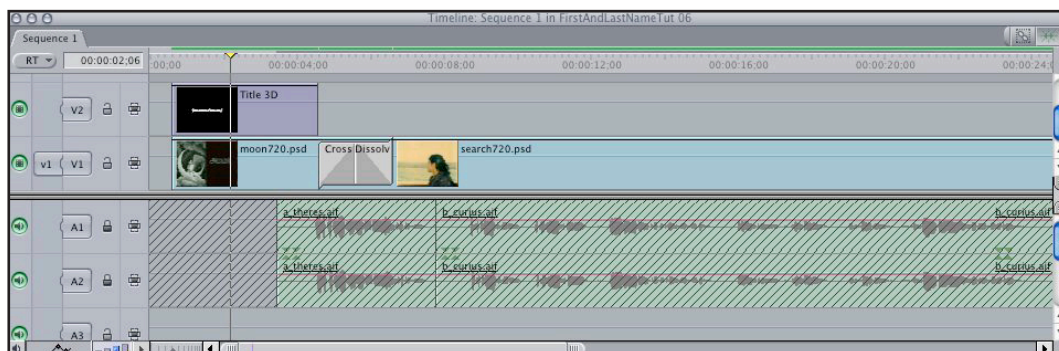 Timeline: Sequence 1 in FirstAndLastNameTut 06
Sequence 1
RT 00:00:02;06 00;00 00:00:04;00 00:00:08;00 00:00:12;00 00:00:16;00 00:00:20;00 00:00:24;0
V2 Title 3D
v1 V1 moon720.psd Cross Dissolv search720.psd
A1 a_theres.aif b_curius.aif b_curius.aif
A2 a_theres.aif b_curius.aif b_curius.aif
A3